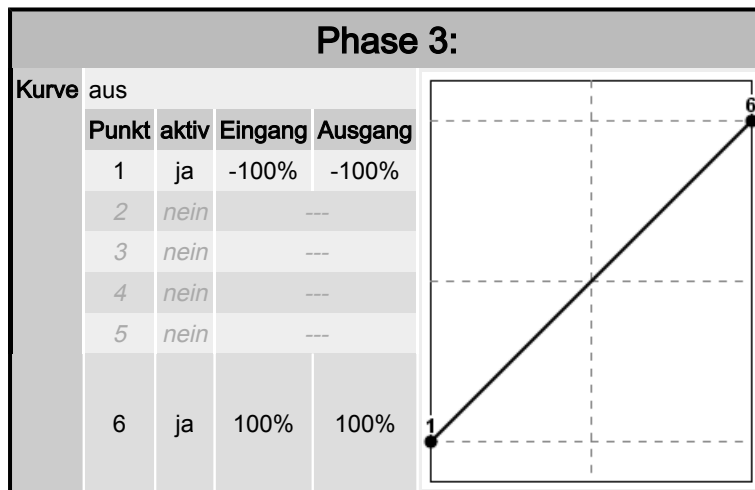 Phase 3:
Kurve aus
Punkt aktiv Eingang Ausgang
1 ja -100% -100%
2 nein ---
3 nein ---
4 nein ---
5 nein ---
6 ja 100% 100%
6
1